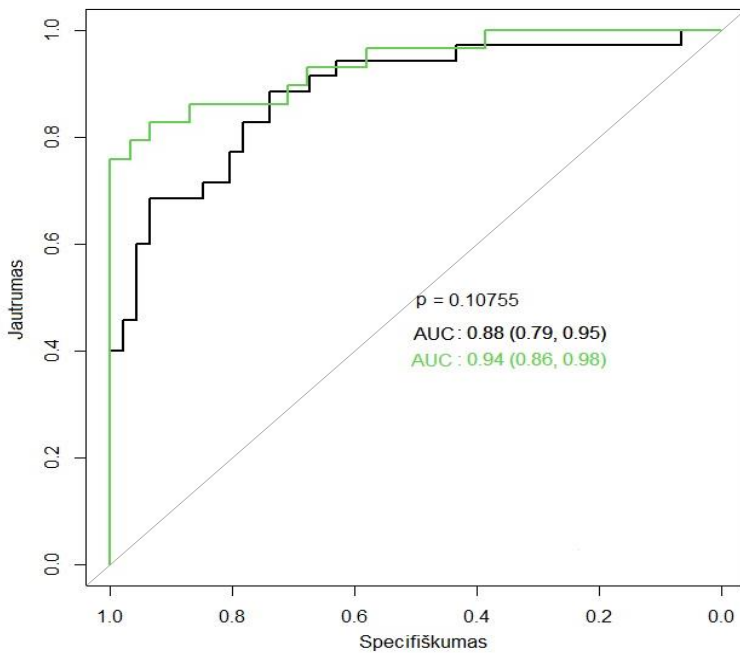 1.0
0.8
0.6
0.4
0.2
0.0
Jautrumas
p = 0.10755
AUC : 0.88 (0.79, 0.95)
AUC : 0.94 (0.86, 0.98)
1.0 0.8 0.6 0.4 0.2 0.0
Specifiškumas